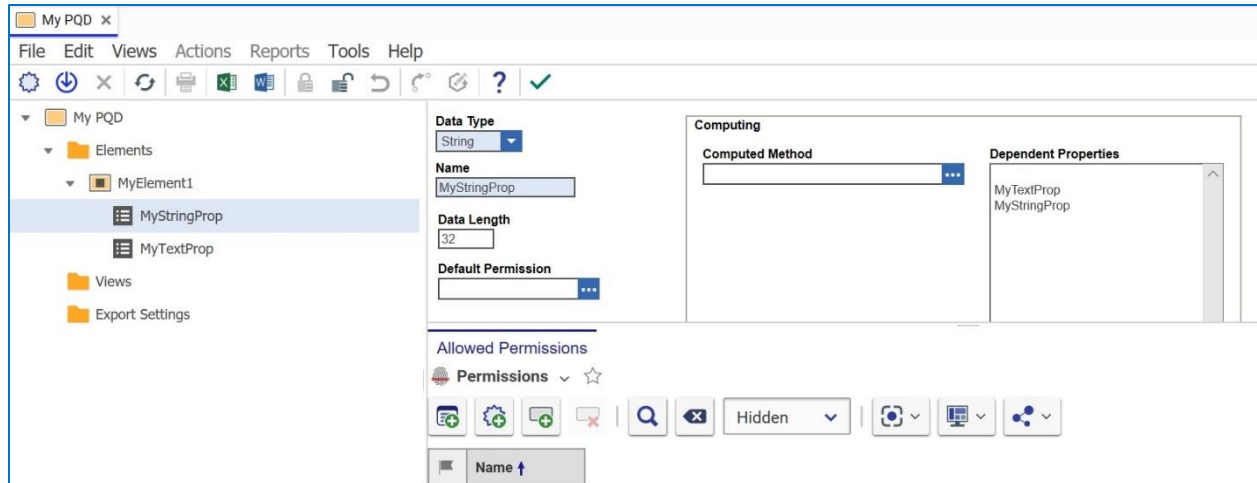 My PQD ×
File Edit Views Actions Reports Tools Help
?
My PQD
Elements
MyElement1
MyStringProp
MyTextProp
Views
Export Settings
Data Type
String
Name
MyStringProp
Data Length
32
Default Permission
...
Computing
Computed Method
...
Dependent Properties
MyTextProp
MyStringProp
Allowed Permissions
Permissions
Hidden
Name